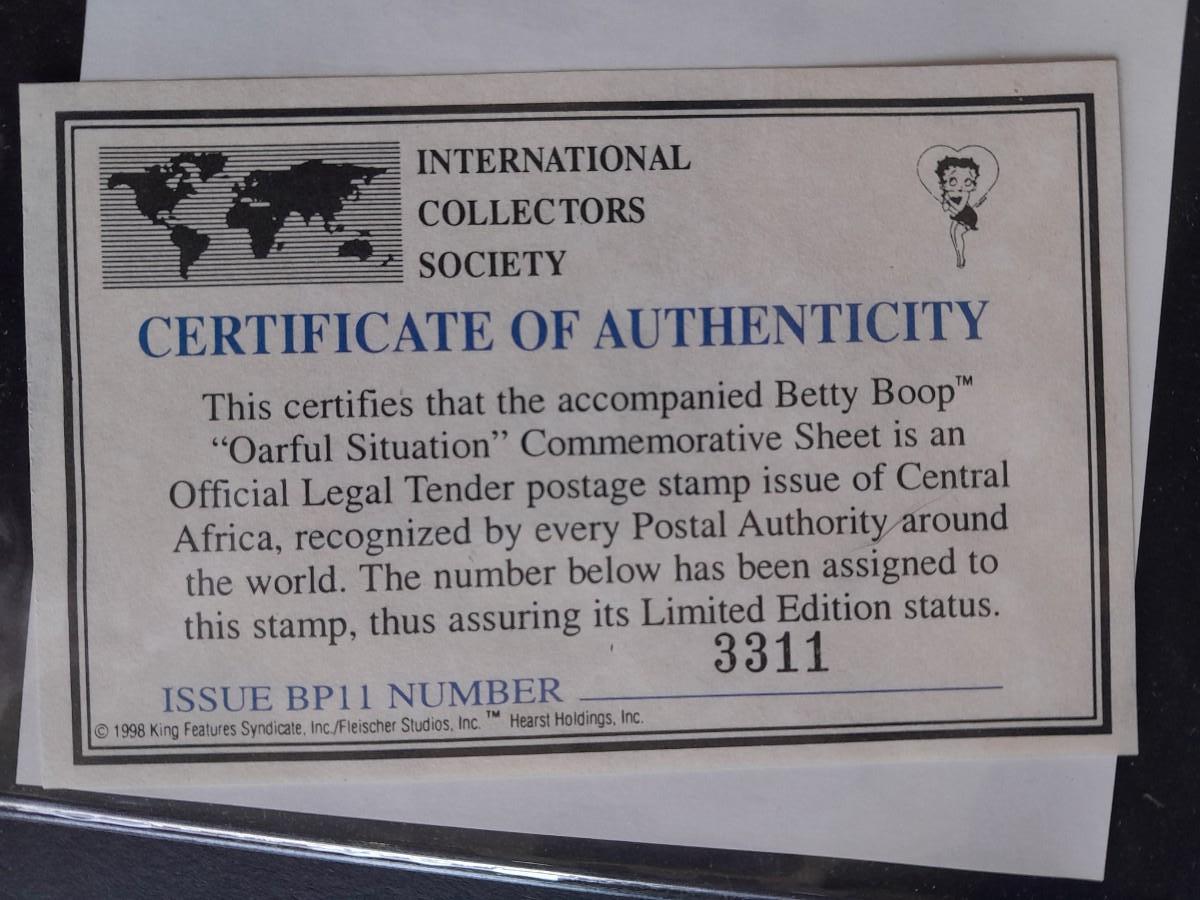 INTERNATIONAL
COLLECTORS
SOCIETY
CERTIFICATE OF AUTHENTICITY
This certifies that the accompanied Betty Boop™
“Oarful Situation” Commemorative Sheet is an
Official Legal Tender postage stamp issue of Central
Africa, recognized by every Postal Authority around
the world. The number below has been assigned to
this stamp, thus assuring its Limited Edition status.
3311
ISSUE BP11 NUMBER
© 1998 King Features Syndicate, Inc./Fleischer Studios, Inc. ™ Hearst Holdings, Inc.